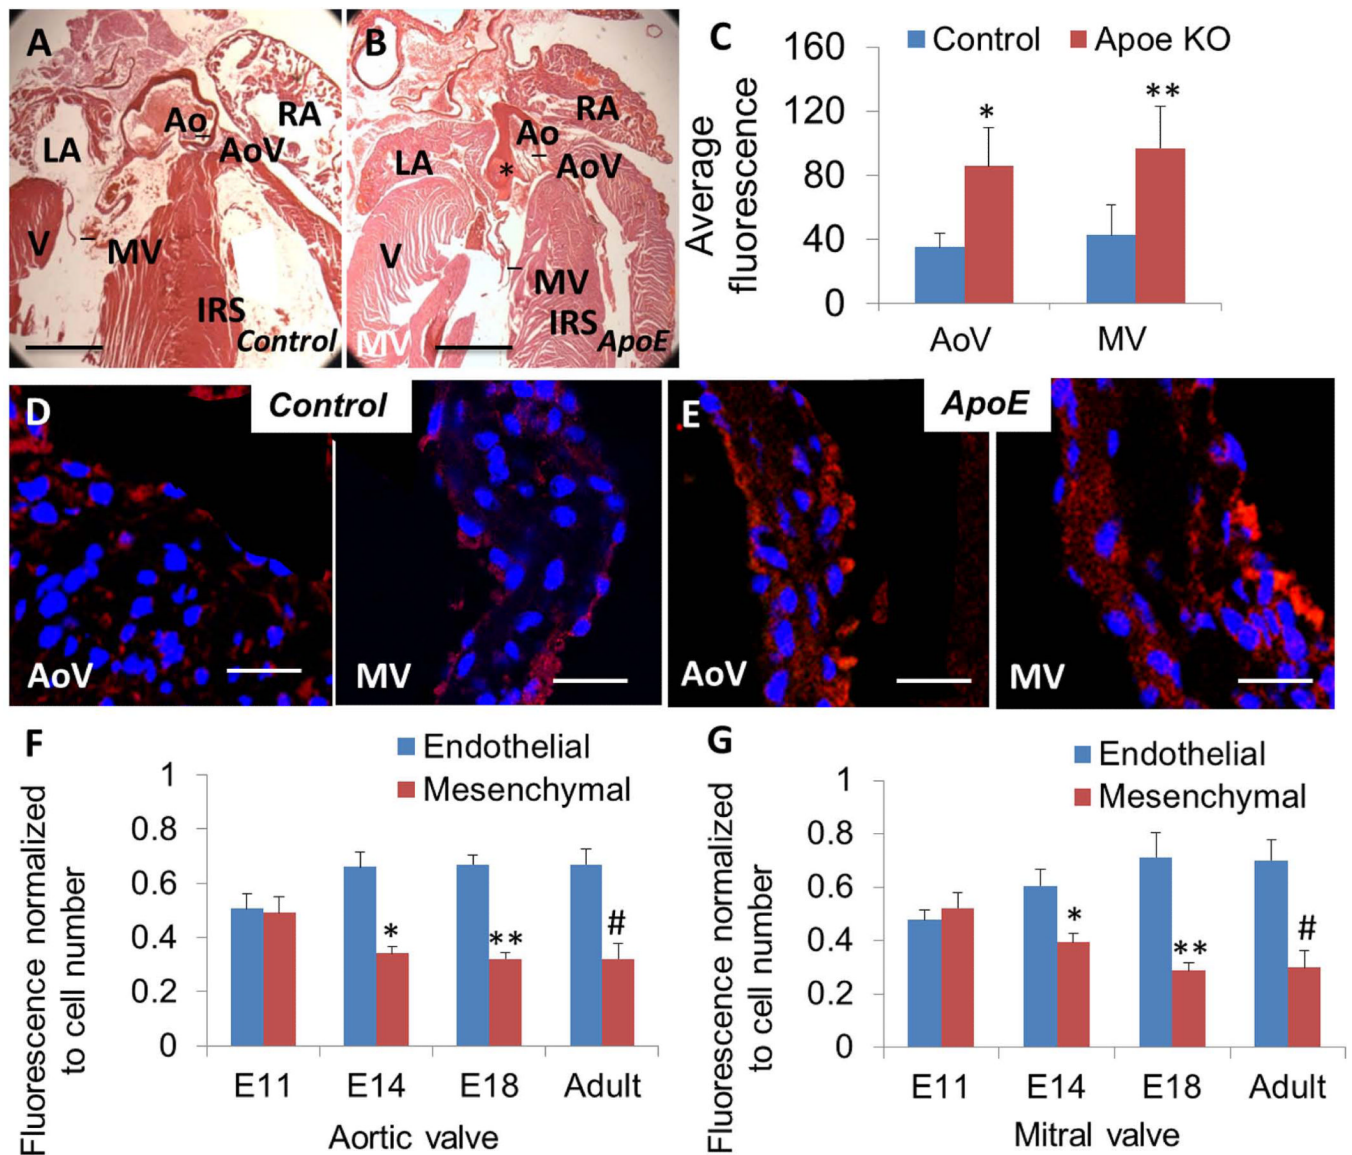 A
Ao
RA
LA
AoV
V
MV
IRS
Control
B
RA
Ao
LA
*
AoV
V
MV
IRS
MV
ApoE
C
Control
Apoe KO
Average
fluorescence
160
120
80
40
0
*
**
AoV
MV
D
Control
AoV
MV
E
ApoE
AoV
MV
F
Endothelial
Mesenchymal
Fluorescence normalized
to cell number
1
0.8
0.6
0.4
0.2
0
*
**
#
E11
E14
E18
Adult
Aortic valve
G
Endothelial
Mesenchymal
Fluorescence normalized
to cell number
1
0.8
0.6
0.4
0.2
0
*
**
#
E11
E14
E18
Adult
Mitral valve